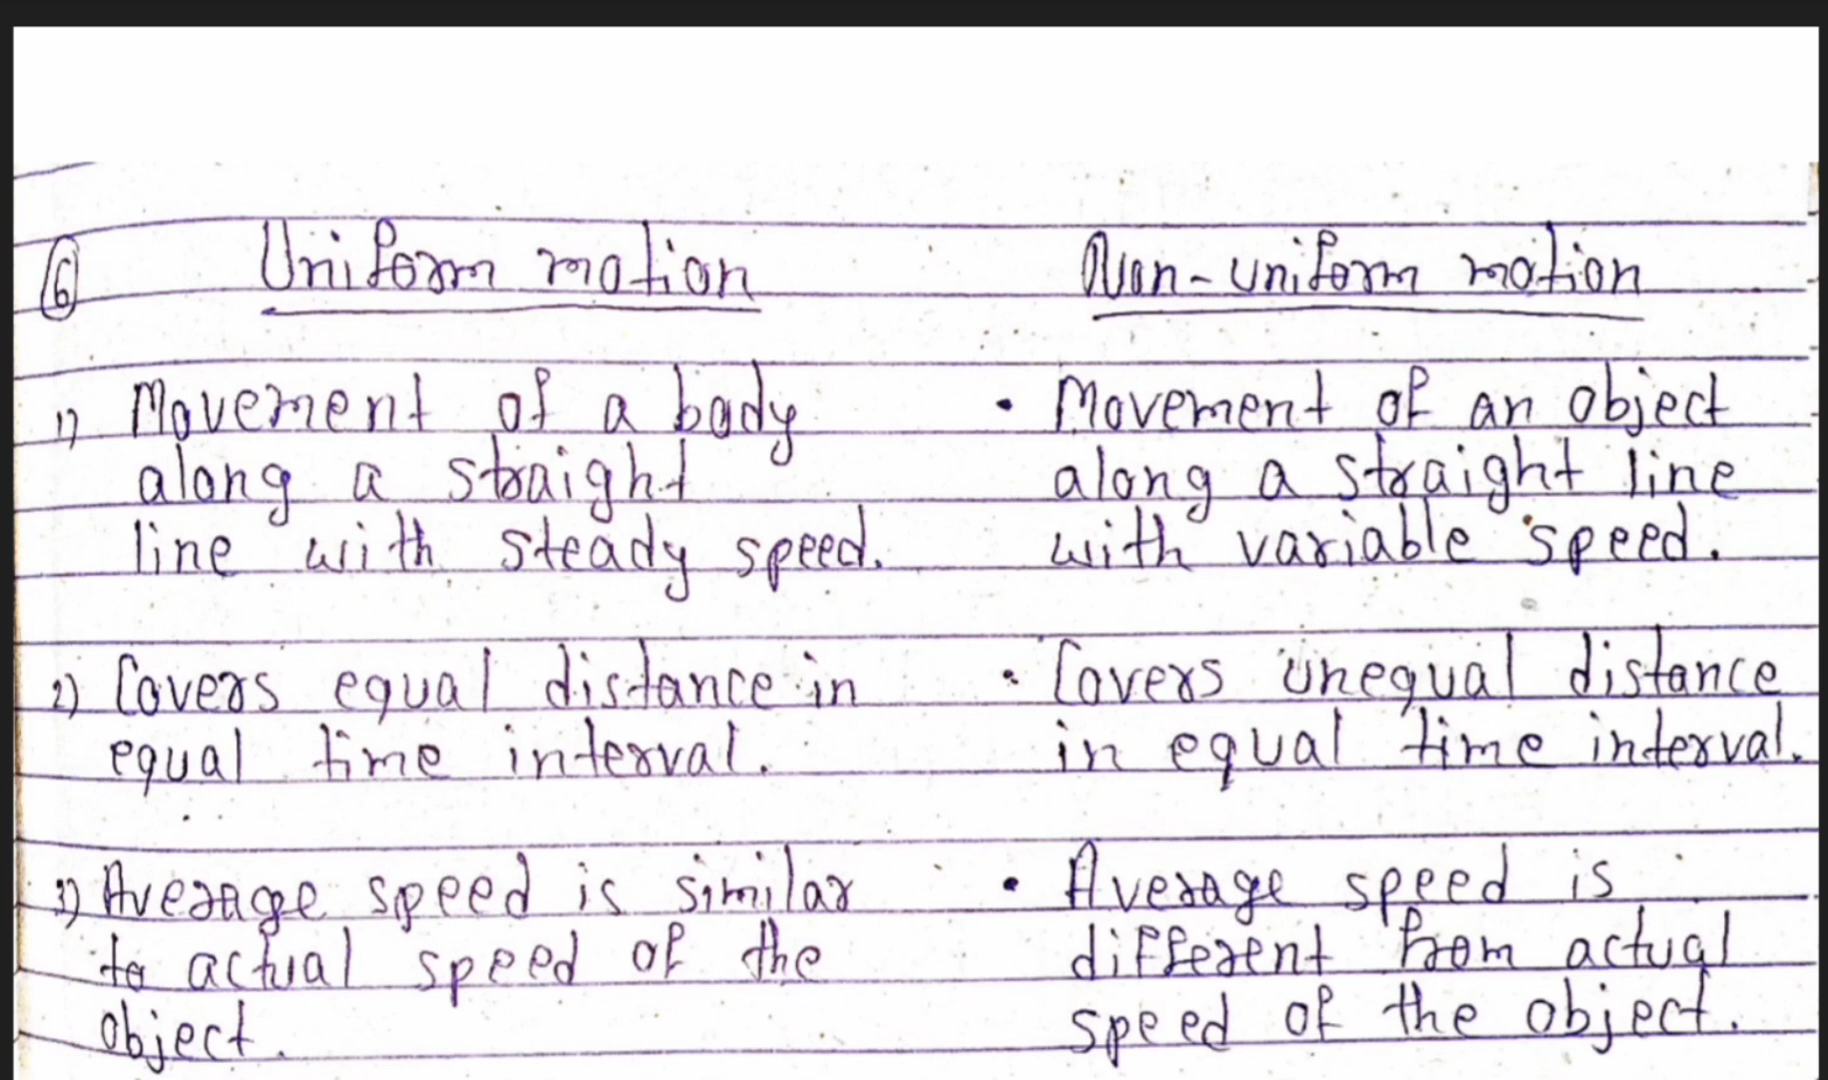 6 Uniform motion Non-uniform motion
1) Movement of a body
along a straight
line with steady speed.
• Movement of an object
along a straight line
with variable speed.
2) Covers equal distance in
equal time interval.
• Covers unequal distance
in equal time interval.
3) Average speed is similar
to actual speed of the
object.
• Average speed is
different from actual
speed of the object.